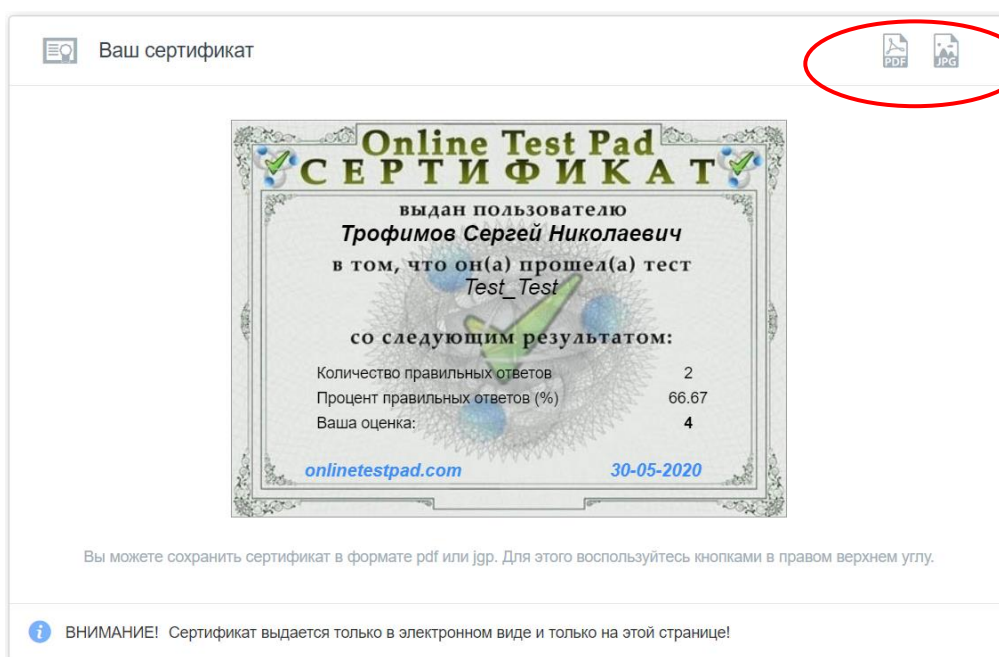 Ваш сертификат
PDF JPG
Online Test Pad
СЕРТИФИКАТ
выдан пользователю
Трофимов Сергей Николаевич
в том, что он(а) прошел(а) тест
Test_Test
со следующим результатом:
Количество правильных ответов 2
Процент правильных ответов (%) 66.67
Ваша оценка: 4
onlinetestpad.com 30-05-2020
Вы можете сохранить сертификат в формате pdf или jgp. Для этого воспользуйтесь кнопками в правом верхнем углу.
ВНИМАНИЕ! Сертификат выдается только в электронном виде и только на этой странице!